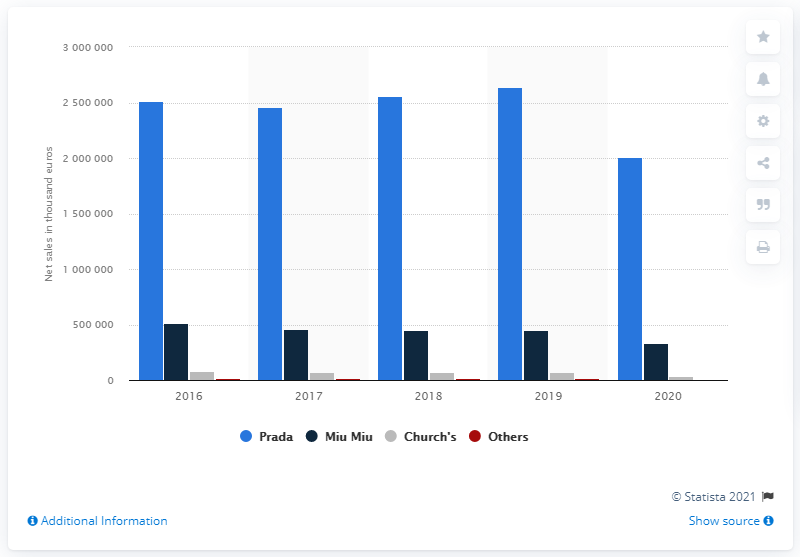 3 000 000
2 500 000
2 000 000
1 500 000
1 000 000
500 000
0
Net sales in thousand euros
2016 2017 2018 2019 2020
Prada Miu Miu Church's Others
© Statista 2021
Additional Information Show source